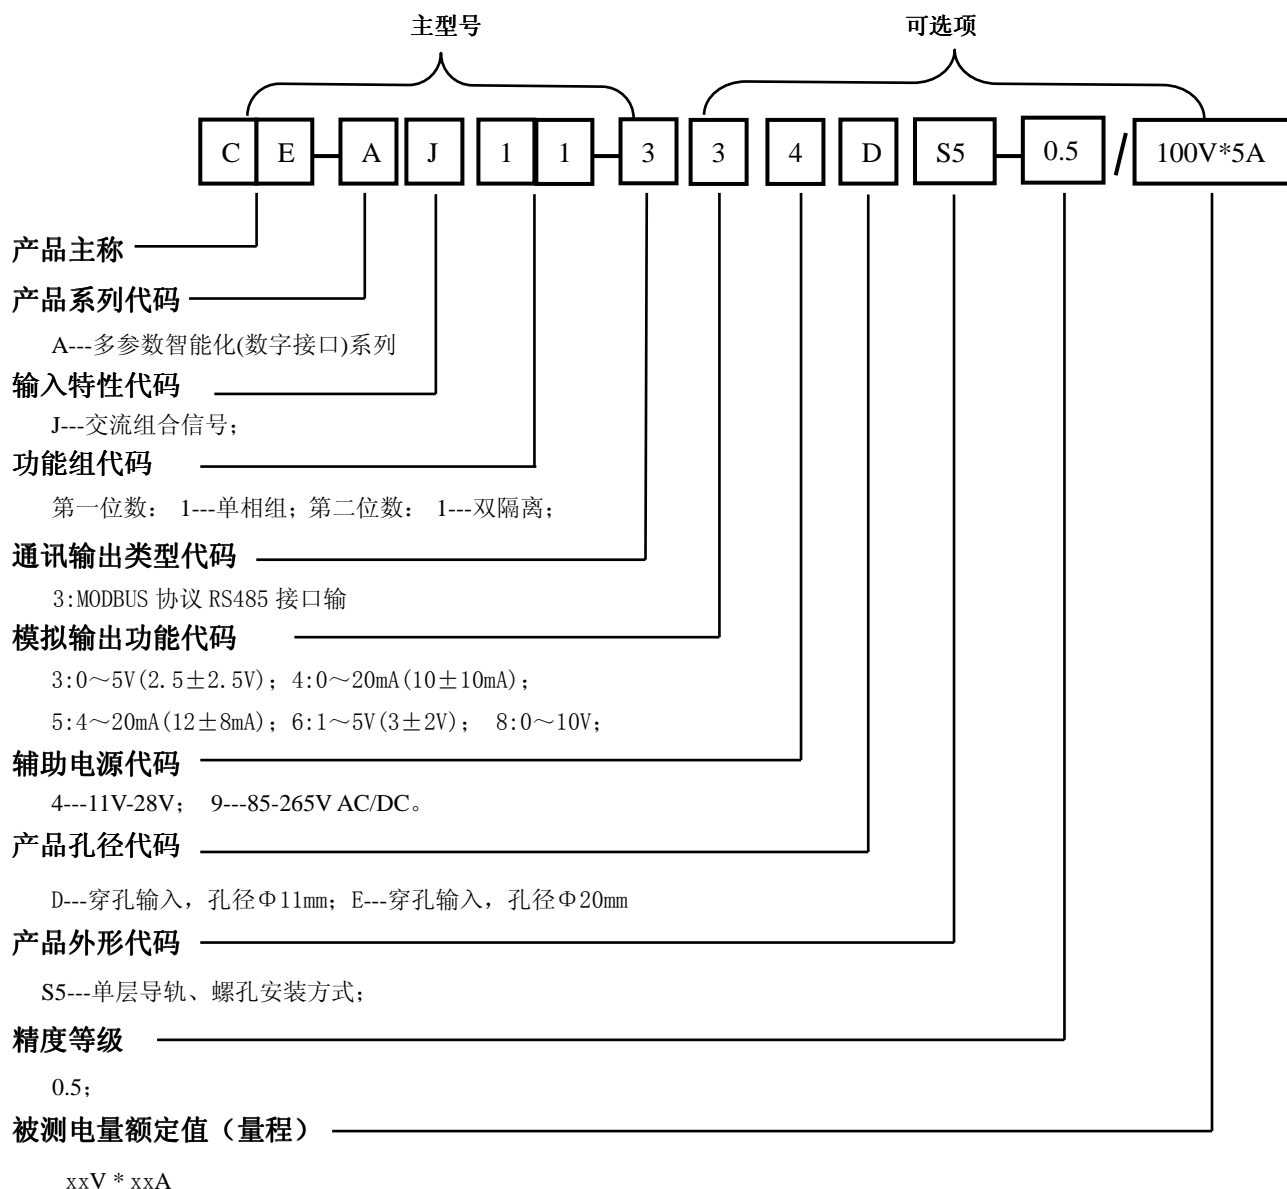 主型号 可选项
C E - A J 1 1 - 3 3 4 D S5 - 0.5 / 100V*5A
产品主称
产品系列代码
A---多参数智能化(数字接口)系列
输入特性代码
J---交流组合信号；
功能组代码
第一位数： 1---单相组；第二位数： 1---双隔离；
通讯输出类型代码
3:MODBUS 协议 RS485 接口输
模拟输出功能代码
3:0～5V(2.5±2.5V)；4:0～20mA(10±10mA)；
5:4～20mA(12±8mA)；6:1～5V(3±2V)； 8:0～10V；
辅助电源代码
4---11V-28V； 9---85-265V AC/DC。
产品孔径代码
D---穿孔输入，孔径Φ11mm；E---穿孔输入，孔径Φ20mm
产品外形代码
S5---单层导轨、螺孔安装方式；
精度等级
0.5；
被测电量额定值（量程）
xxV * xxA